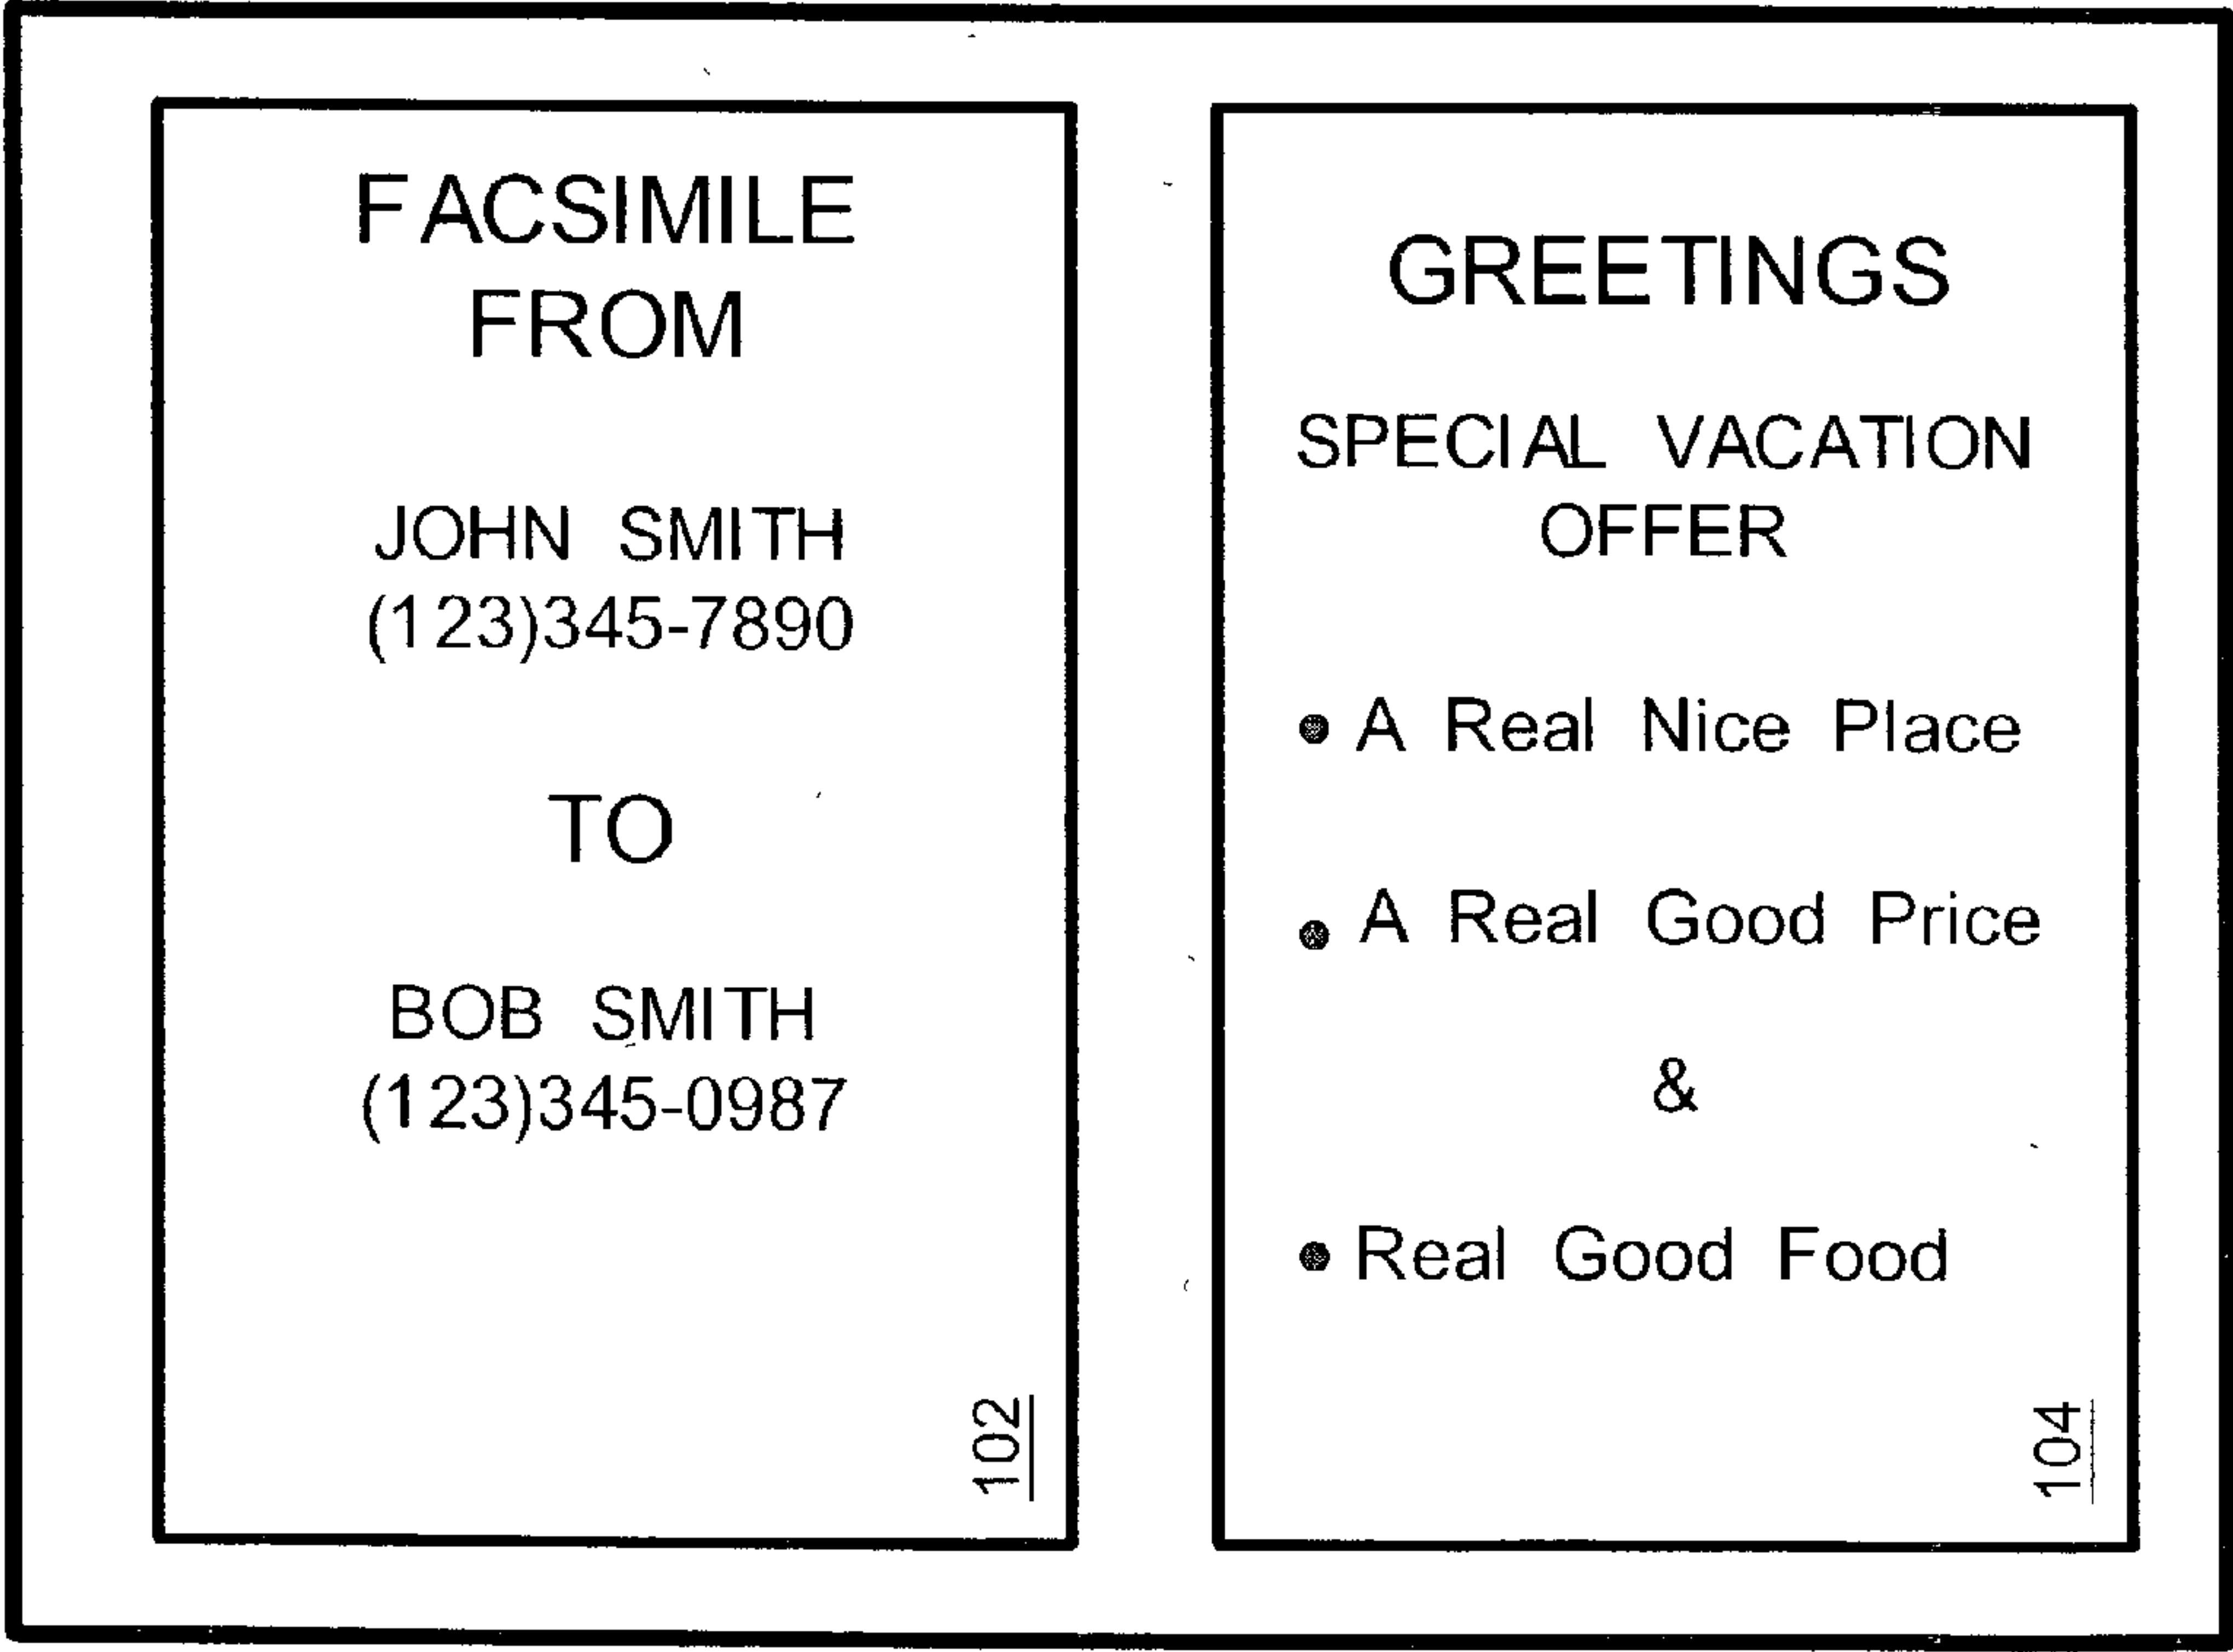 FACSIMILE
FROM
JOHN SMITH
(123)345-7890
TO
BOB SMITH
(123)345-0987
102
GREETINGS
SPECIAL VACATION
OFFER
• A Real Nice Place
• A Real Good Price
&
• Real Good Food
104